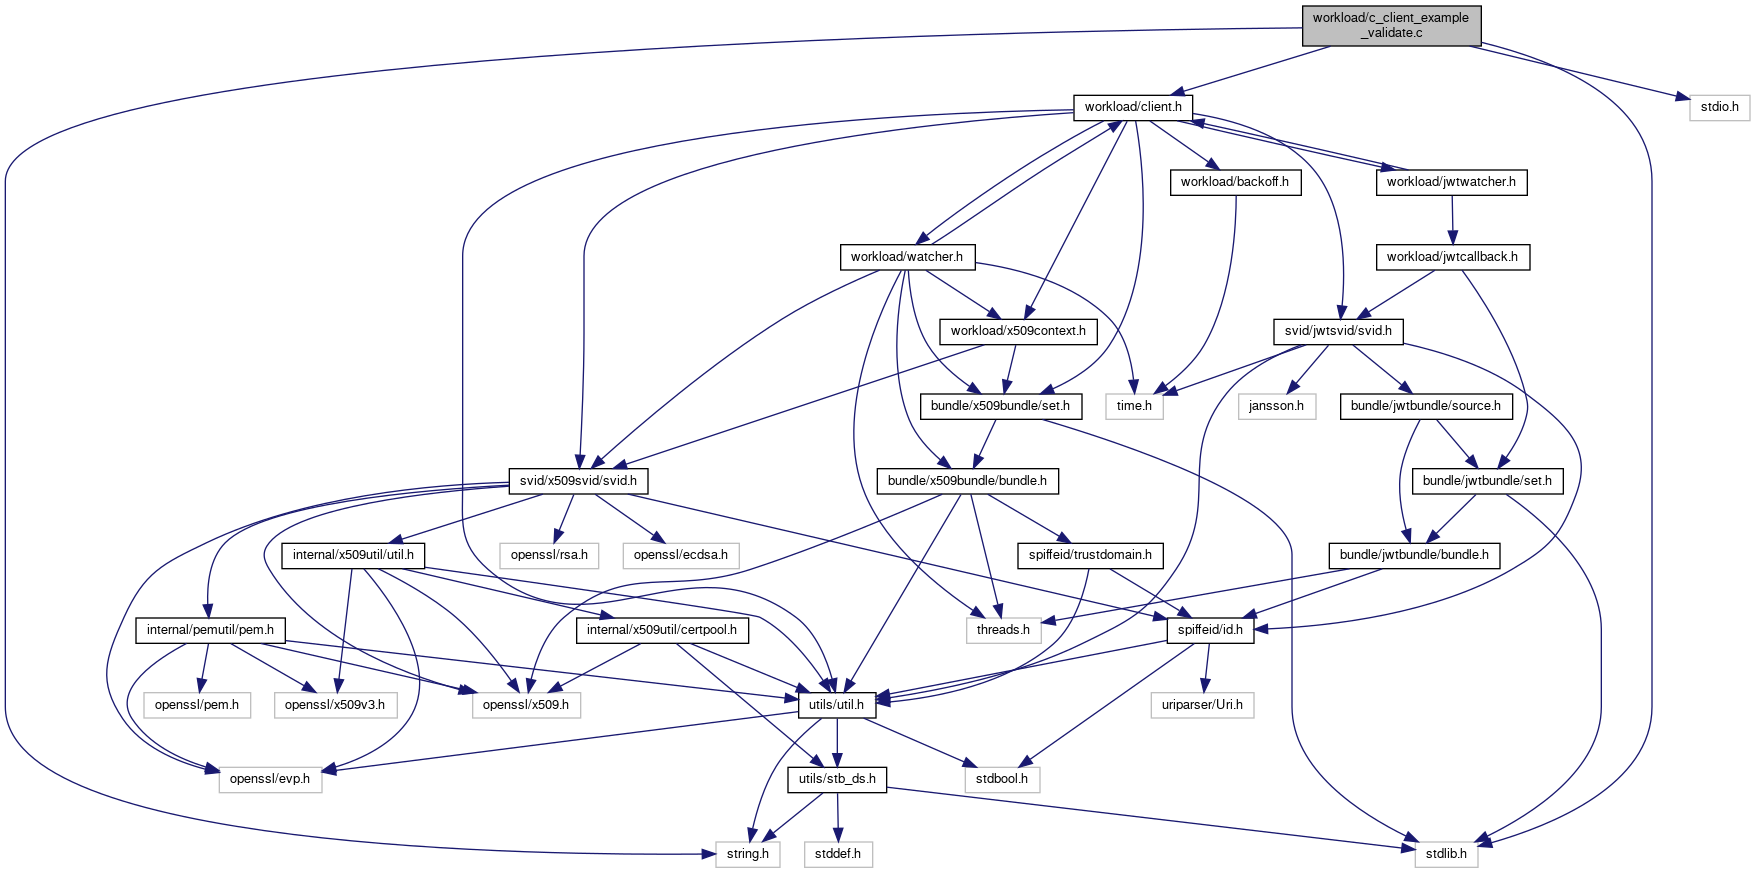 workload/c_client_example
_validate.c
workload/client.h
stdio.h
workload/backoff.h
workload/jwtwatcher.h
workload/watcher.h
workload/jwtcallback.h
workload/x509context.h
svid/jwtsvid/svid.h
bundle/x509bundle/set.h
time.h
jansson.h
bundle/jwtbundle/source.h
svid/x509svid/svid.h
bundle/x509bundle/bundle.h
bundle/jwtbundle/set.h
internal/x509util/util.h
openssl/rsa.h
openssl/ecdsa.h
spiffeid/trustdomain.h
bundle/jwtbundle/bundle.h
internal/pemutil/pem.h
internal/x509util/certpool.h
threads.h
spiffeid/id.h
openssl/pem.h
openssl/x509v3.h
openssl/x509.h
utils/util.h
uriparser/Uri.h
openssl/evp.h
utils/stb_ds.h
stdbool.h
string.h
stddef.h
stdlib.h